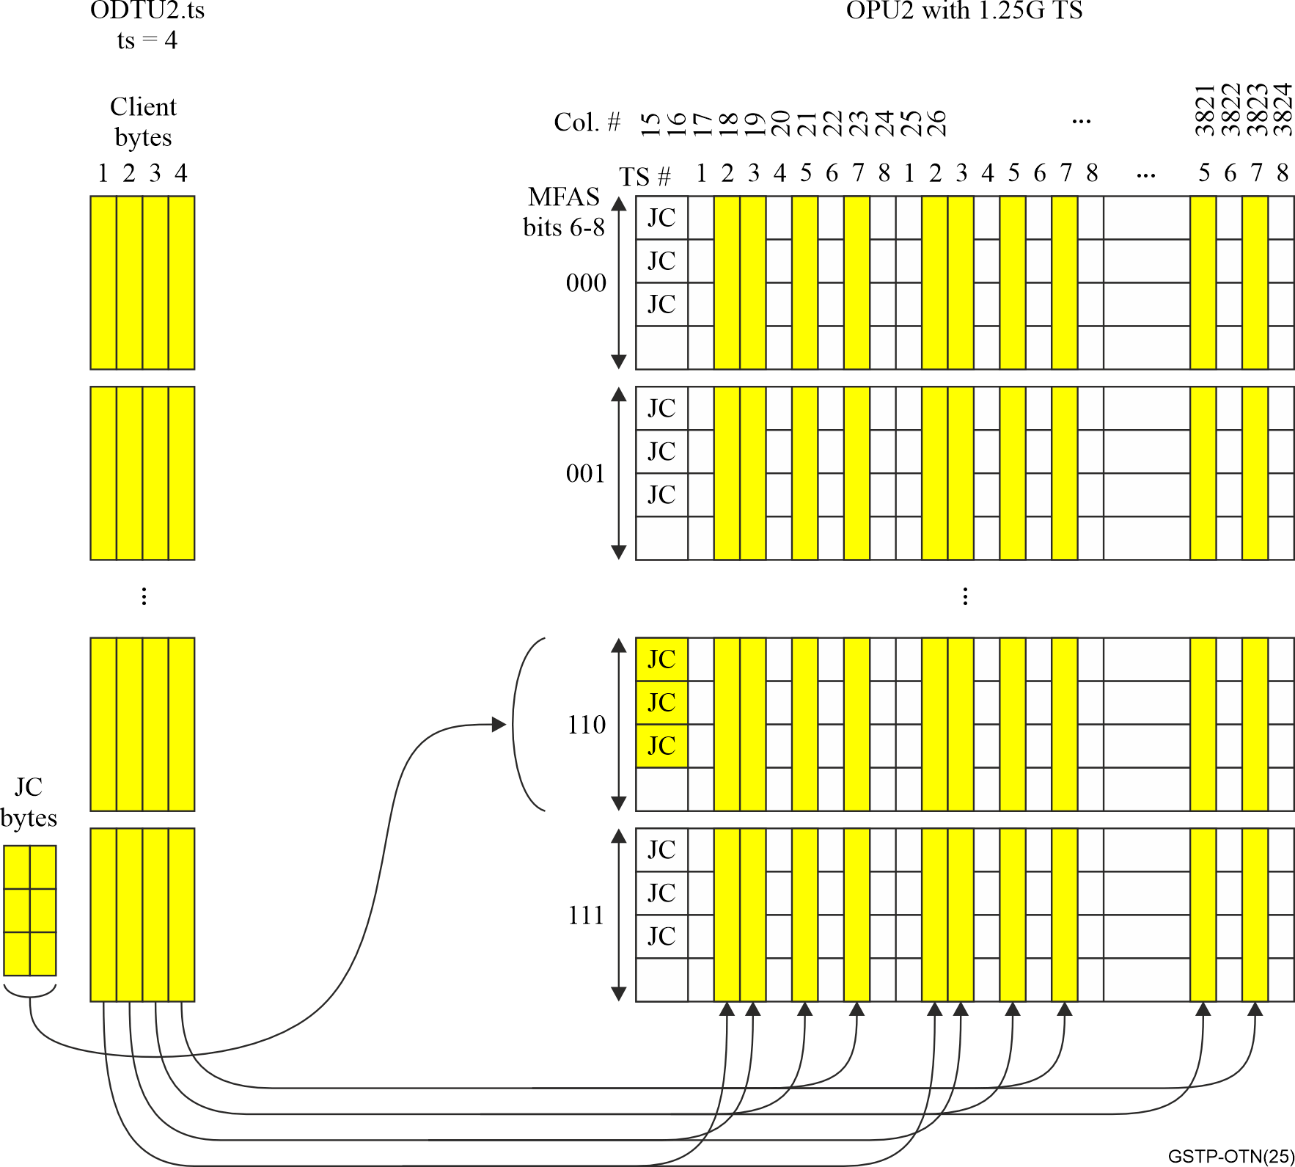 ODTU2.ts
ts = 4
OPU2 with 1.25G TS
Client
bytes
1 2 3 4
Col. # 15 16 17 18 19 20 21 22 23 24 25 26 ... 3821 3822 3823 3824
TS # 1 2 3 4 5 6 7 8 1 2 3 4 5 6 7 8 ... 5 6 7 8
MFAS
bits 6-8
JC
JC
000
JC
JC
JC
001
JC
...
...
JC
JC
110
JC
JC
bytes
JC
JC
111
JC
GSTP-OTN(25)